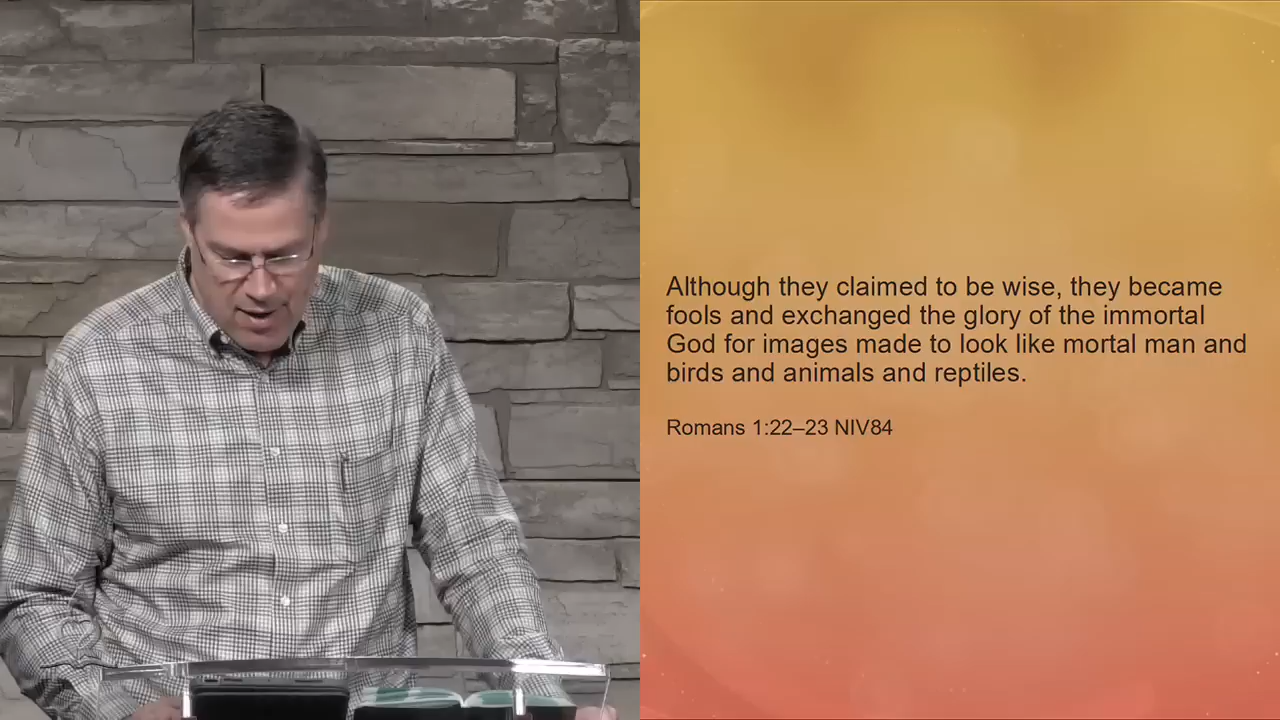 Although they claimed to be wise, they became
fools and exchanged the glory of the immortal
God for images made to look like mortal man and
birds and animals and reptiles.
Romans 1:22–23 NIV84